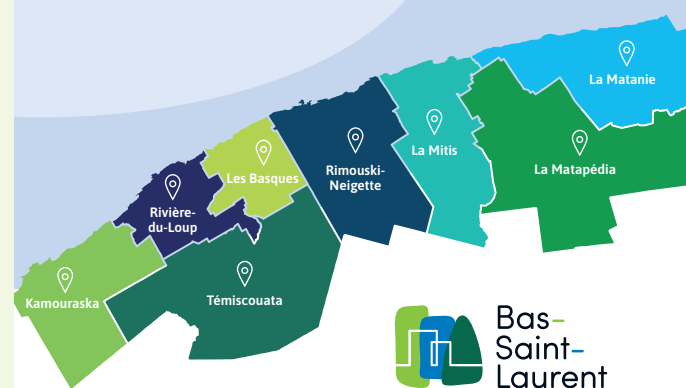 La Matanie
La Mitis
La Matapédia
Rimouski-
Neigette
Les Basques
Rivière-
du-Loup
Témiscouata
Kamouraska
Bas-
Saint-
Laurent